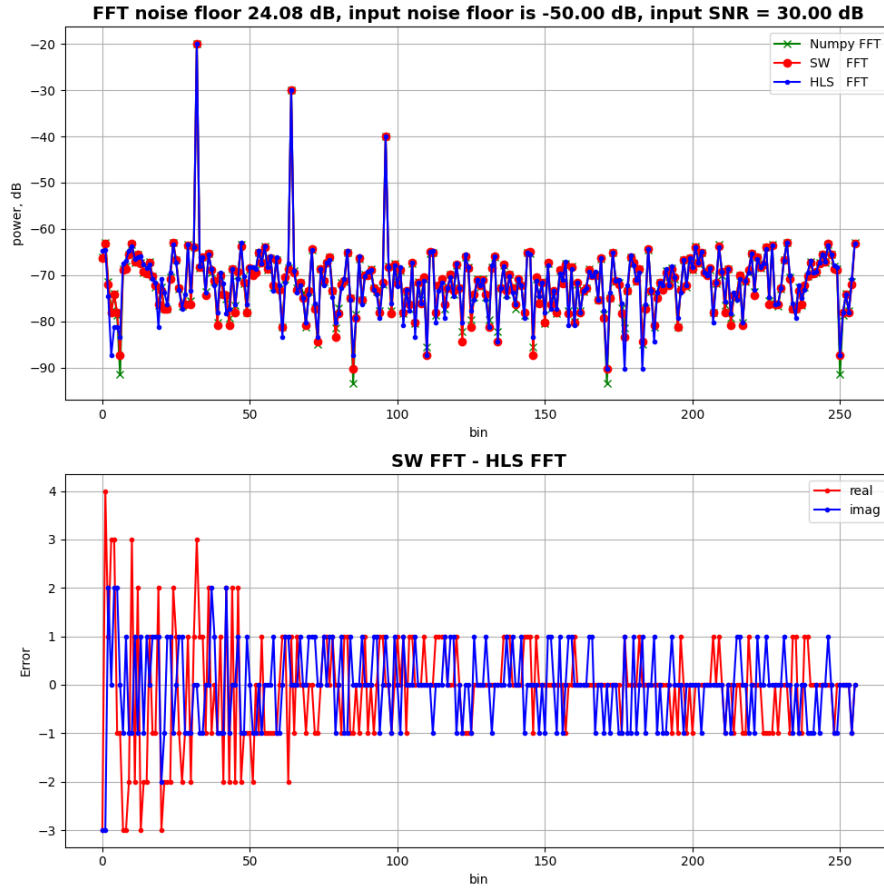 FFT noise floor 24.08 dB, input noise floor is -50.00 dB, input SNR = 30.00 dB
Numpy FFT
SW FFT
HLS FFT
power, dB
−20
−30
−40
−50
−60
−70
−80
−90
0 50 100 150 200 250
bin
SW FFT - HLS FFT
real
imag
Error
4
3
2
1
0
−1
−2
−3
0 50 100 150 200 250
bin